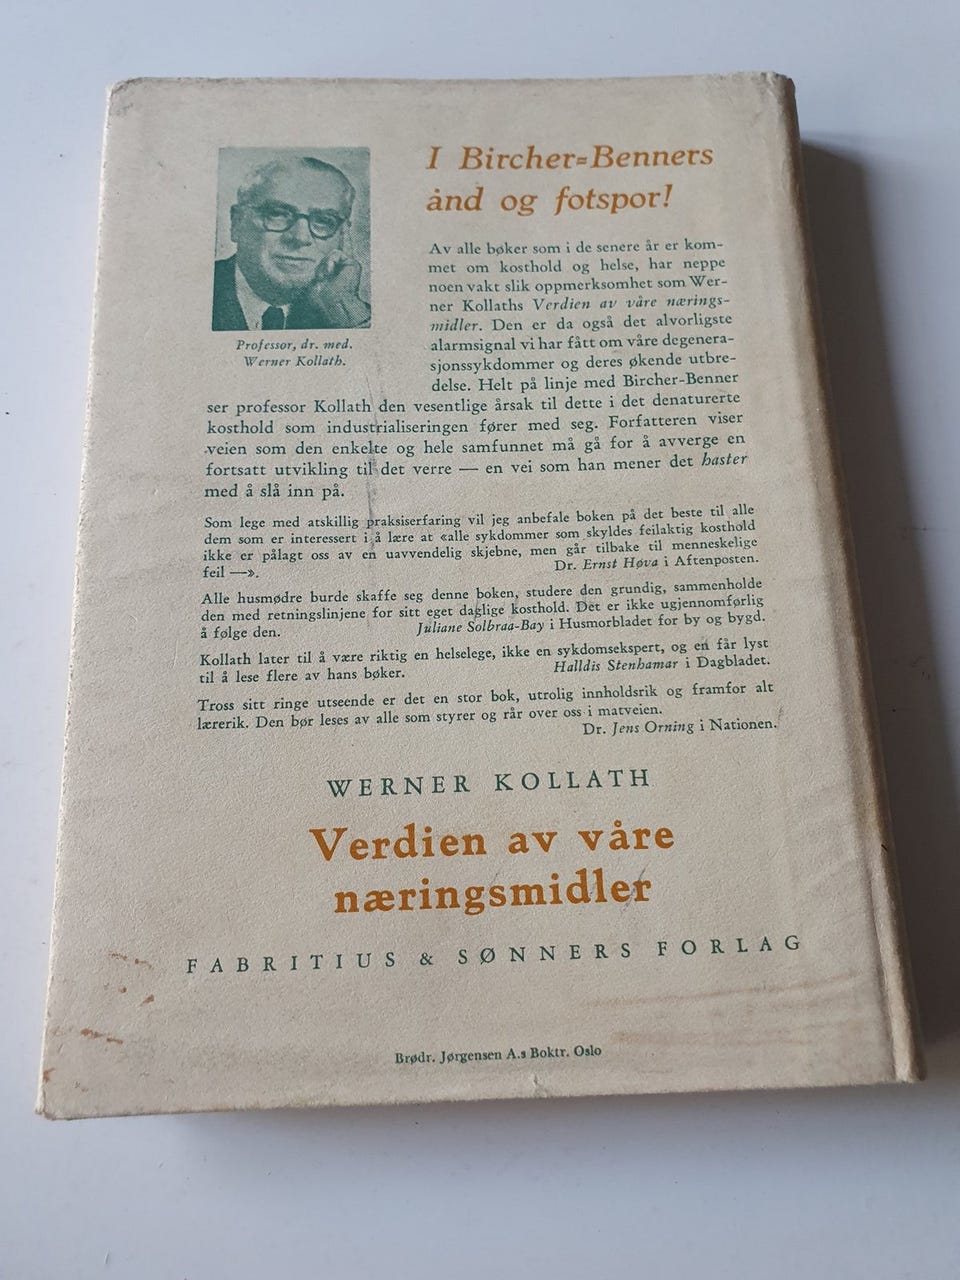 I Bircher-Benners
ånd og fotspor!
Av alle bøker som i de senere år er kom-
met om kosthold og helse, har neppe
noen vakt slik oppmerksomhet som Wer-
ner Kollaths Verdien av våre nærings-
midler. Den er da også det alvorligste
alarmsignal vi har fått om våre degenera-
sjonssykdommer og deres økende utbre-
delse. Helt på linje med Bircher-Benner
ser professor Kollath den vesentlige årsak til dette i det denaturerte
kosthold som industrialiseringen fører med seg. Forfatteren viser
veien som den enkelte og hele samfunnet må gå for å avverge en
fortsatt utvikling til det verre — en vei som han mener det haster
med å slå inn på.
Professor, dr. med.
Werner Kollath.
Som lege med atskillig praksiserfaring vil jeg anbefale boken på det beste til alle
dem som er interessert i å lære at «alle sykdommer som skyldes feilaktig kosthold
ikke er pålagt oss av en uavvendelig skjebne, men går tilbake til menneskelige
feil —». Dr. Ernst Høva i Aftenposten.
Alle husmødre burde skaffe seg denne boken, studere den grundig, sammenholde
den med retningslinjene for sitt eget daglige kosthold. Det er ikke ugjennomførlig
å følge den. Juliane Solbraa-Bay i Husmorbladet for by og bygd.
Kollath later til å være riktig en helselege, ikke en sykdomsekspert, og en får lyst
til å lese flere av hans bøker. Halldis Stenhamar i Dagbladet.
Tross sitt ringe utseende er det en stor bok, utrolig innholdsrik og framfor alt
lærerik. Den bør leses av alle som styrer og rår over oss i matveien.
Dr. Jens Orning i Nationen.
WERNER KOLLATH
Verdien av våre
næringsmidler
FABRITIUS & SØNNERS FORLAG
Brødr. Jørgensen A.s Boktr. Oslo